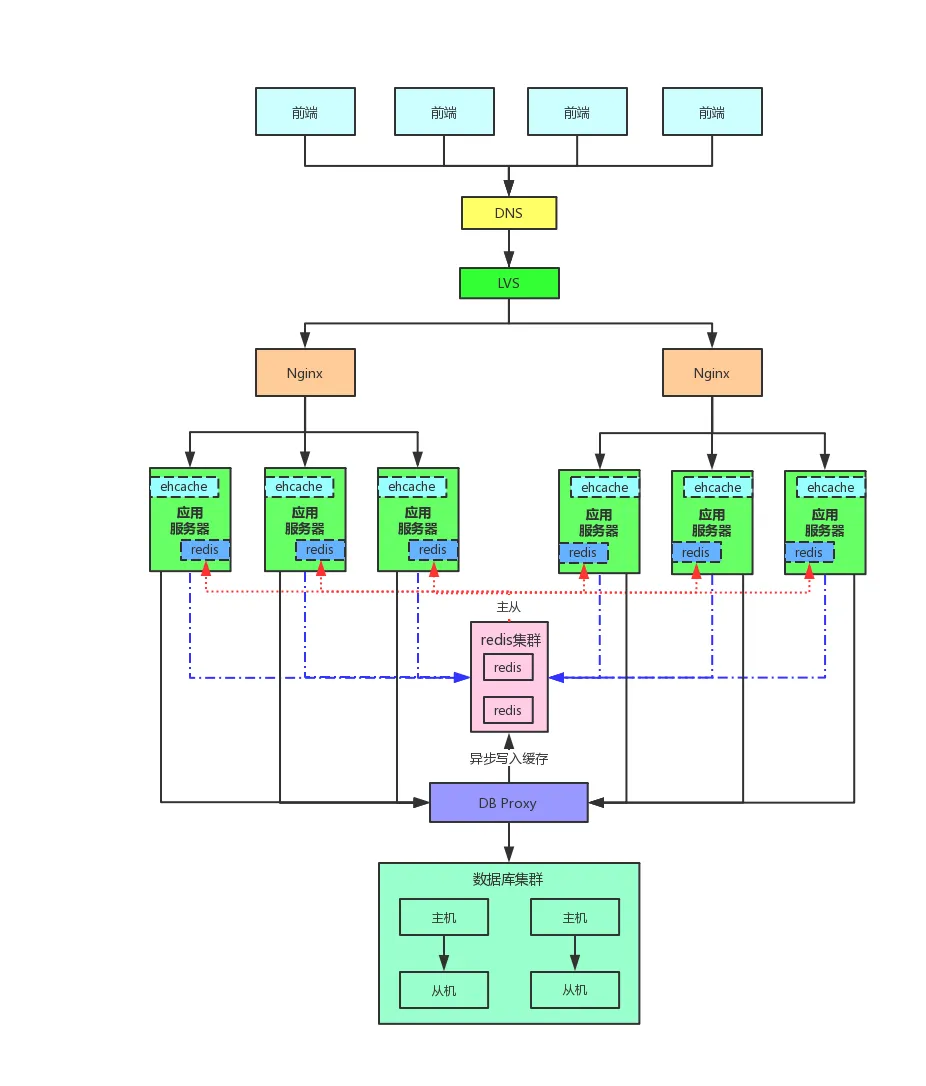 前端
前端
前端
前端
DNS
LVS
Nginx
Nginx
ehcache
应用
服务器
redis
ehcache
应用
服务器
redis
ehcache
应用
服务器
redis
ehcache
应用
服务器
redis
ehcache
应用
服务器
redis
ehcache
应用
服务器
redis
主从
redis集群
redis
redis
异步写入缓存
DB Proxy
数据库集群
主机
主机
从机
从机